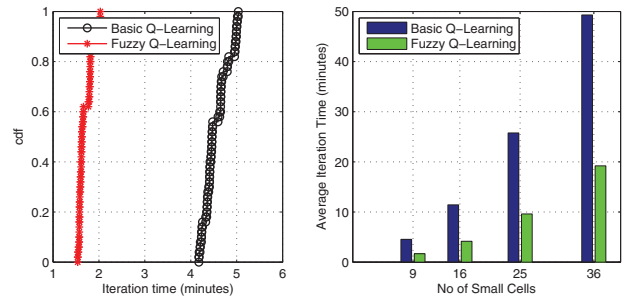 Basic Q-Learning
Fuzzy Q-Learning
1
0.8
0.6
0.4
0.2
0
cdf
1 2 3 4 5 6
Iteration time (minutes)
Basic Q-Learning
Fuzzy Q-Learning
50
40
30
20
10
0
Average Iteration Time (minutes)
9 16 25 36
No of Small Cells